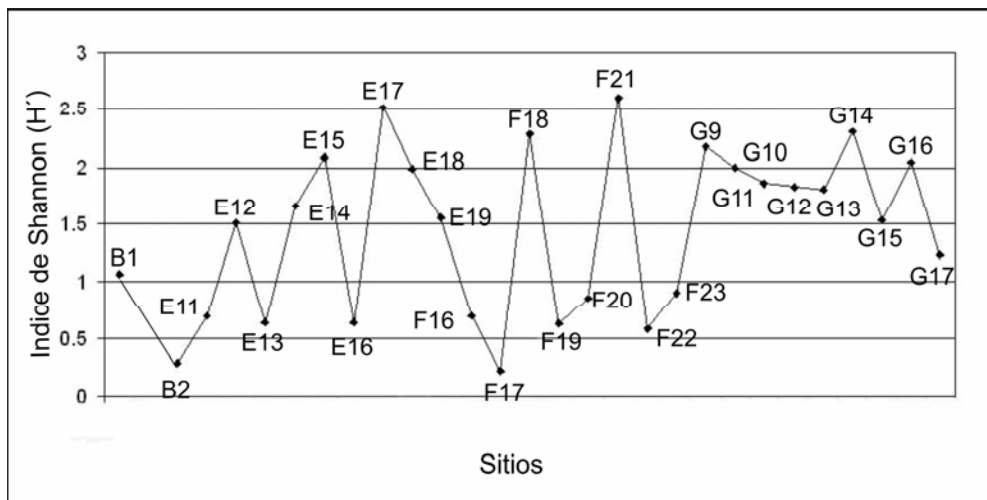 Indice de Shannon (H´)
3
2.5
2
1.5
1
0.5
0
B1
B2
E11
E12
E13
E14
E15
E16
E17
E18
E19
F16
F17
F18
F19
F20
F21
F22
F23
G9
G10
G11
G12
G13
G14
G15
G16
G17
Sitios